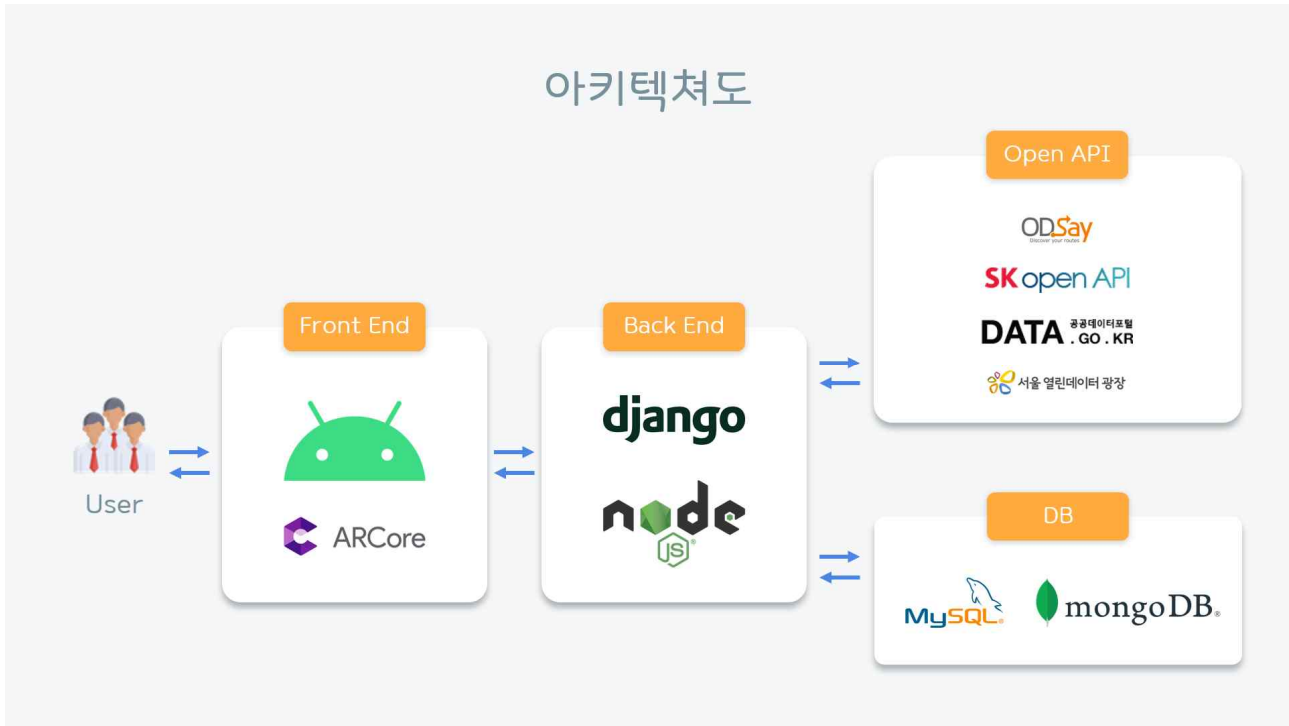 아키텍쳐도
Open API
ODSay
Discover your routes
SK open API
DATA 공공데이터포털
. GO . KR
서울 열린데이터 광장
Front End
ARCore
Back End
django
node
JS®
User
DB
MySQL®
mongoDB®